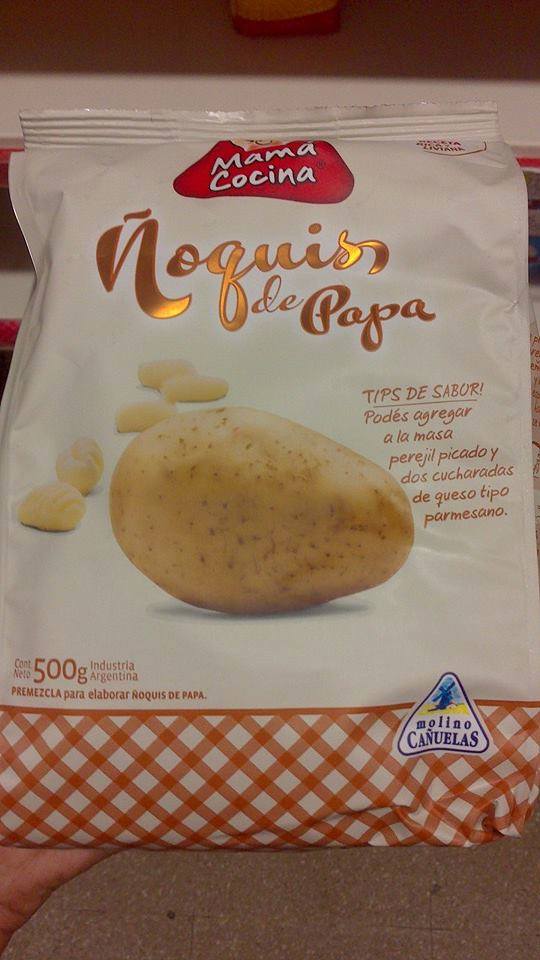 Mamá
Cocina
Ñoquis
de Papa
TIPS DE SABOR!
Podés agregar
a la masa
perejil picado y
dos cucharadas
de queso tipo
parmesano.
Cont
Neto 500g Industria
Argentina
PREMEZCLA para elaborar ÑOQUIS DE PAPA.
molino
CAÑUELAS